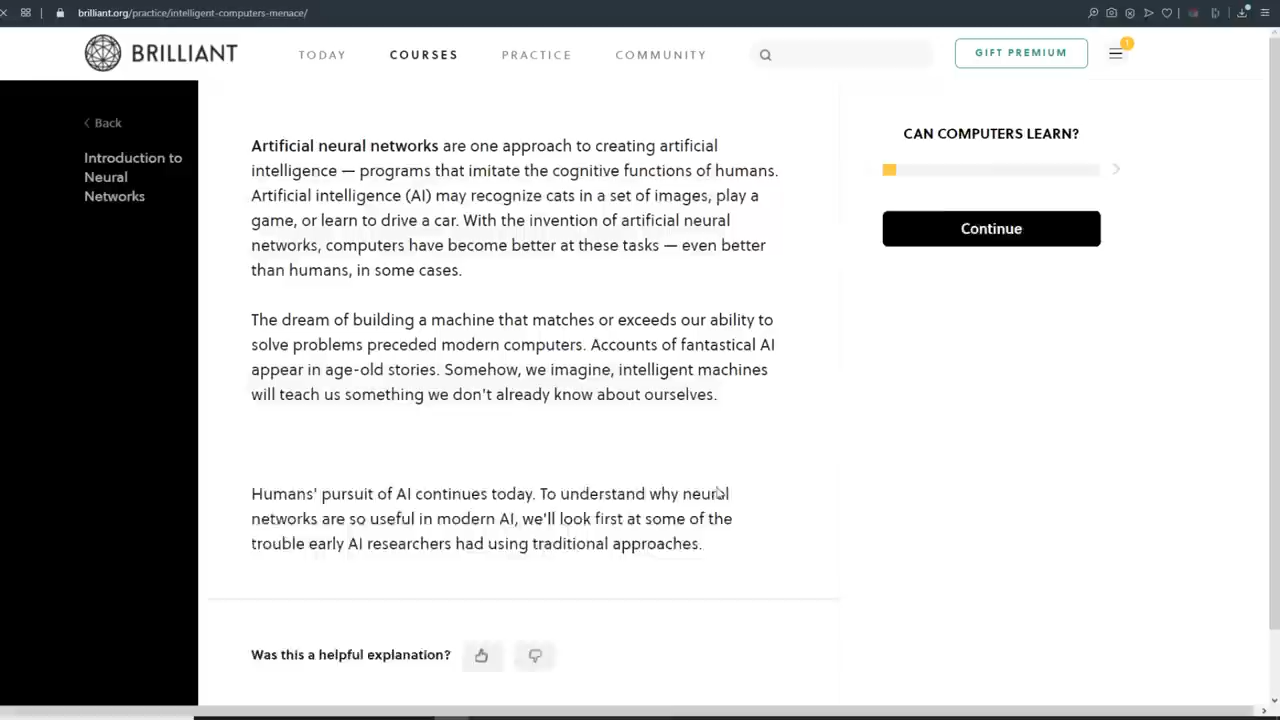 brilliant.org/practice/intelligent-computers-menace/
BRILLIANT
TODAY
COURSES
PRACTICE
COMMUNITY
GIFT PREMIUM
1
Back
Introduction to
Neural
Networks
Artificial neural networks are one approach to creating artificial
intelligence — programs that imitate the cognitive functions of humans.
Artificial intelligence (AI) may recognize cats in a set of images, play a
game, or learn to drive a car. With the invention of artificial neural
networks, computers have become better at these tasks — even better
than humans, in some cases.
The dream of building a machine that matches or exceeds our ability to
solve problems preceded modern computers. Accounts of fantastical AI
appear in age-old stories. Somehow, we imagine, intelligent machines
will teach us something we don't already know about ourselves.
Humans' pursuit of AI continues today. To understand why neural
networks are so useful in modern AI, we'll look first at some of the
trouble early AI researchers had using traditional approaches.
Was this a helpful explanation?
CAN COMPUTERS LEARN?
Continue